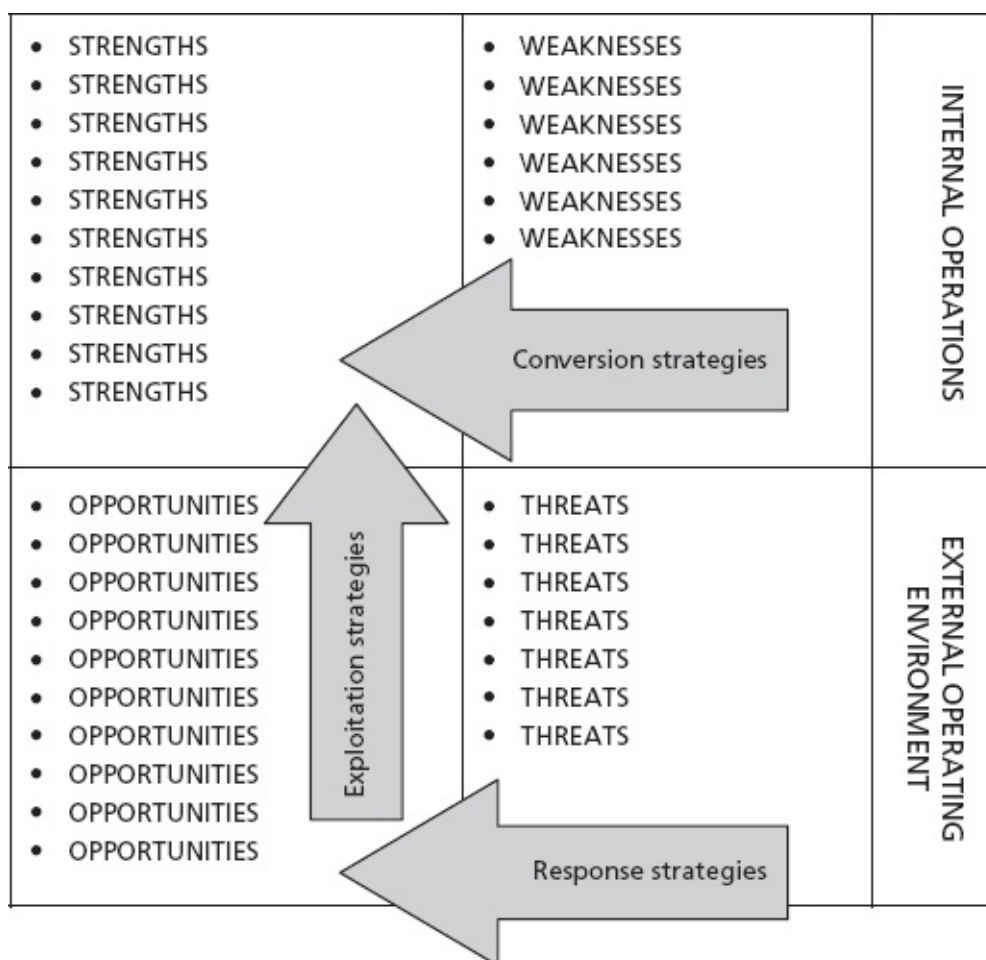 • STRENGTHS
• STRENGTHS
• STRENGTHS
• STRENGTHS
• STRENGTHS
• STRENGTHS
• STRENGTHS
• STRENGTHS
• STRENGTHS
• STRENGTHS
• WEAKNESSES
• WEAKNESSES
• WEAKNESSES
• WEAKNESSES
• WEAKNESSES
• WEAKNESSES
Conversion strategies
INTERNAL OPERATIONS
• OPPORTUNITIES
• OPPORTUNITIES
• OPPORTUNITIES
• OPPORTUNITIES
• OPPORTUNITIES
• OPPORTUNITIES
• OPPORTUNITIES
• OPPORTUNITIES
• OPPORTUNITIES
• OPPORTUNITIES
Exploitation strategies
• THREATS
• THREATS
• THREATS
• THREATS
• THREATS
• THREATS
• THREATS
Response strategies
EXTERNAL OPERATING
ENVIRONMENT